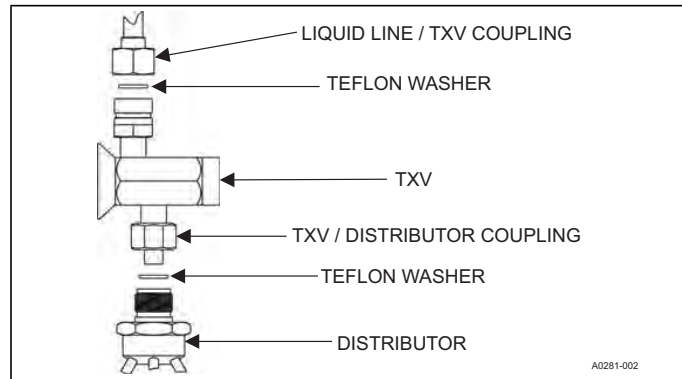 LIQUID LINE / TXV COUPLING
TEFLON WASHER
TXV
TXV / DISTRIBUTOR COUPLING
TEFLON WASHER
DISTRIBUTOR
A0281-002